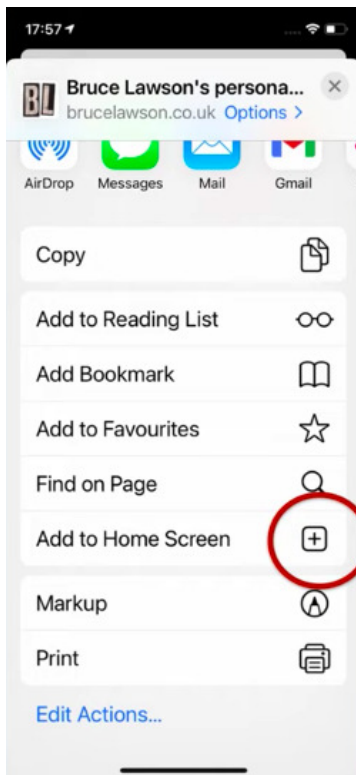 17:57
BL Bruce Lawson's persona...
brucelawson.co.uk Options >
AirDrop Messages Mail Gmail
Copy
Add to Reading List
Add Bookmark
Add to Favourites
Find on Page
Add to Home Screen
Markup
Print
Edit Actions...